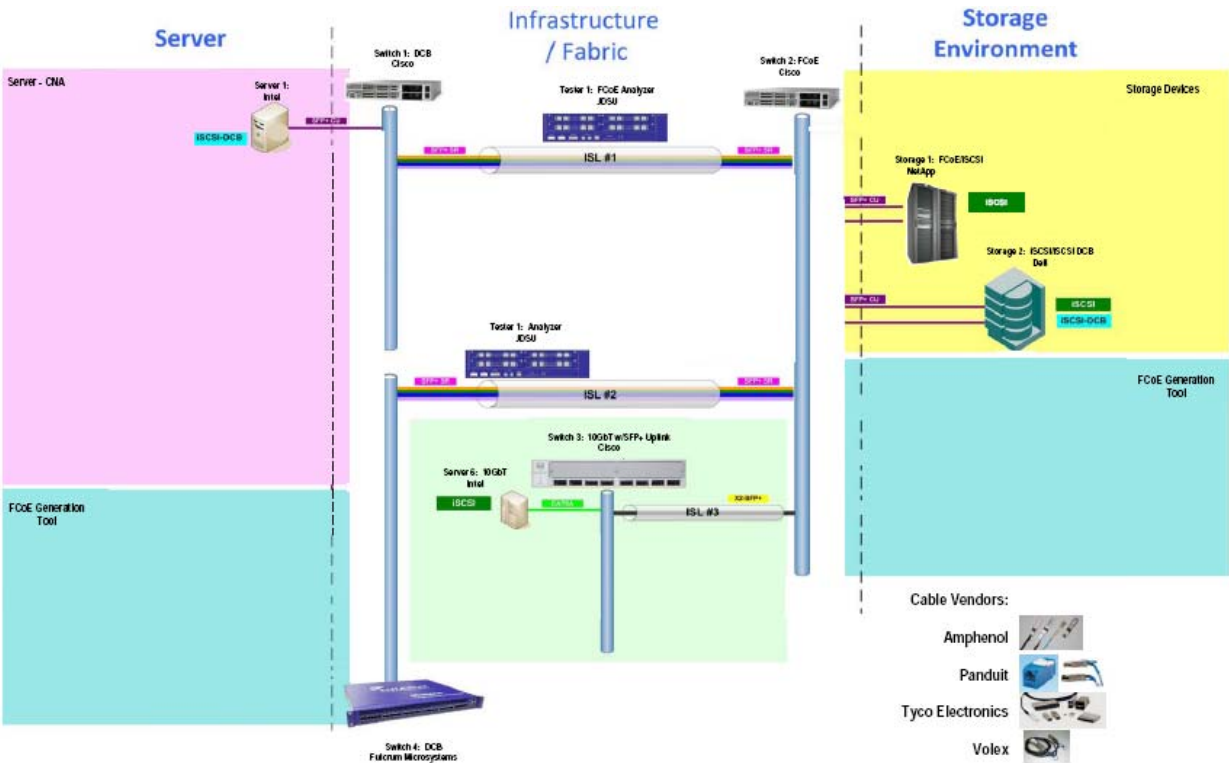 Server
Infrastructure
/ Fabric
Storage
Environment
Server - CNA
Server 1:
Intel
iSCSI-DCB
SFP+ CU
Switch 1: DCB
Cisco
Tester 1: FCoE Analyzer
JDSU
Switch 2: FCoE
Cisco
SFP+ SR
ISL #1
SFP+ SR
Storage Devices
Storage 1: FCoE/iSCSI
NetApp
SFP+ CU
iSCSI
Storage 2: iSCSI/iSCSI DCB
Dell
SFP+ CU
iSCSI
iSCSI-DCB
Tester 1: Analyzer
JDSU
SFP+ SR
ISL #2
SFP+ SR
FCoE Generation
Tool
Switch 3: 10GbT w/SFP+ Uplink
Cisco
Server 6: 10GbT
Intel
iSCSI
X2-SFP+
ISL #3
FCoE Generation
Tool
Switch 4: DCB
Fulcrum Microsystems
Cable Vendors:
Amphenol
Panduit
Tyco Electronics
Volex